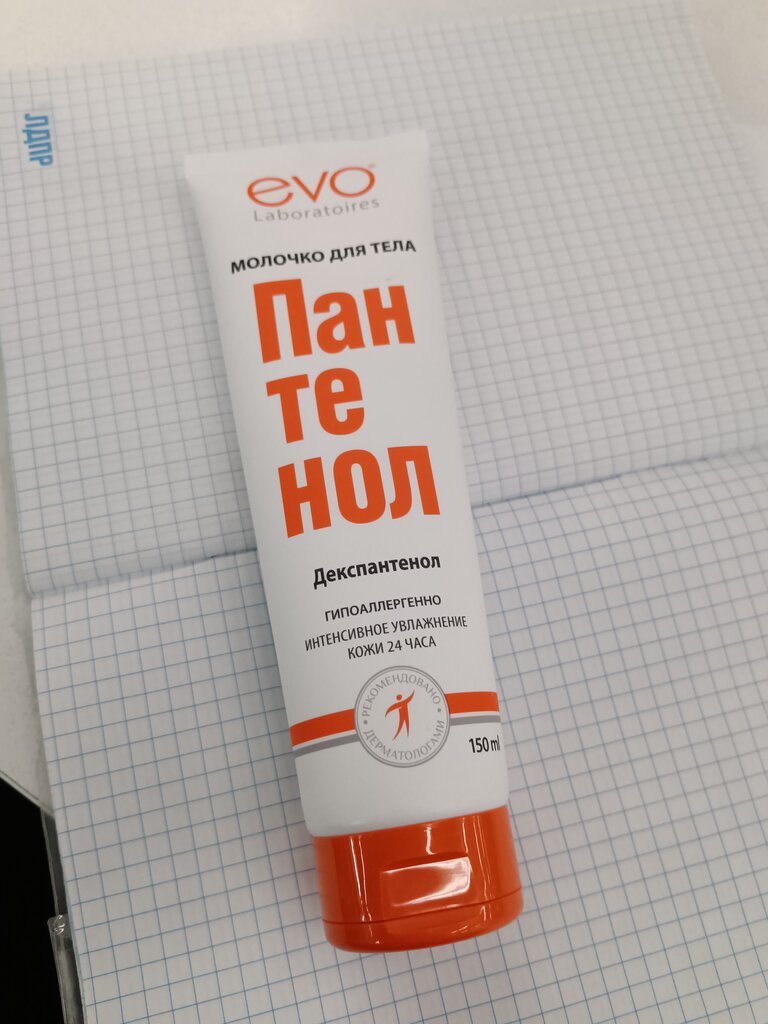 ЛДПР
evo
Laboratoires
МОЛОЧКО ДЛЯ ТЕЛА
Пан
те
нол
Декспантенол
ГИПОАЛЛЕРГЕННО
ИНТЕНСИВНОЕ УВЛАЖНЕНИЕ
КОЖИ 24 ЧАСА
• РЕКОМЕНДОВАНО •
ДЕРМАТОЛОГАМИ
150 ml